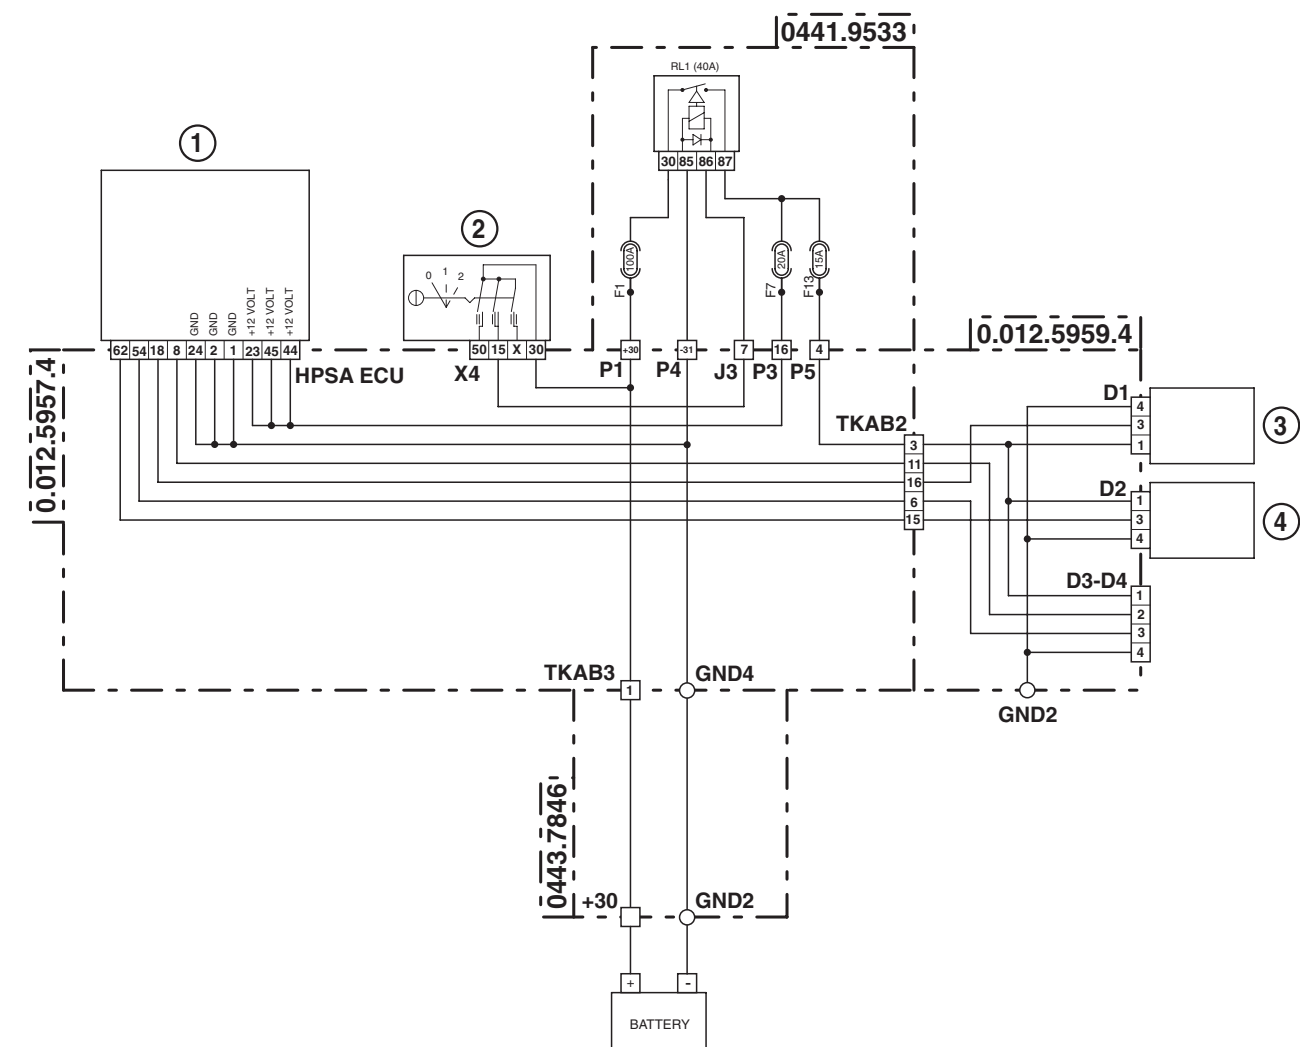 0441.9533
RL1 (40A)
30 85 86 87
1
2
0 1 2
100A
20A
15A
F1
F7
F13
GND
GND
GND
+12 VOLT
+12 VOLT
+12 VOLT
0.012.5959.4
62 54 18 8 24 2 1 23 45 44
HPSA ECU
50 15 X 30
X4
+30
P1
-31
P4
7
J3
16
P3
4
P5
0.012.5957.4
D1
4
3
1
3
TKAB2
3
11
16
6
15
D2
1
3
4
4
D3-D4
1
2
3
4
TKAB3
1
GND4
GND2
0443.7846
+30
GND2
+
-
BATTERY